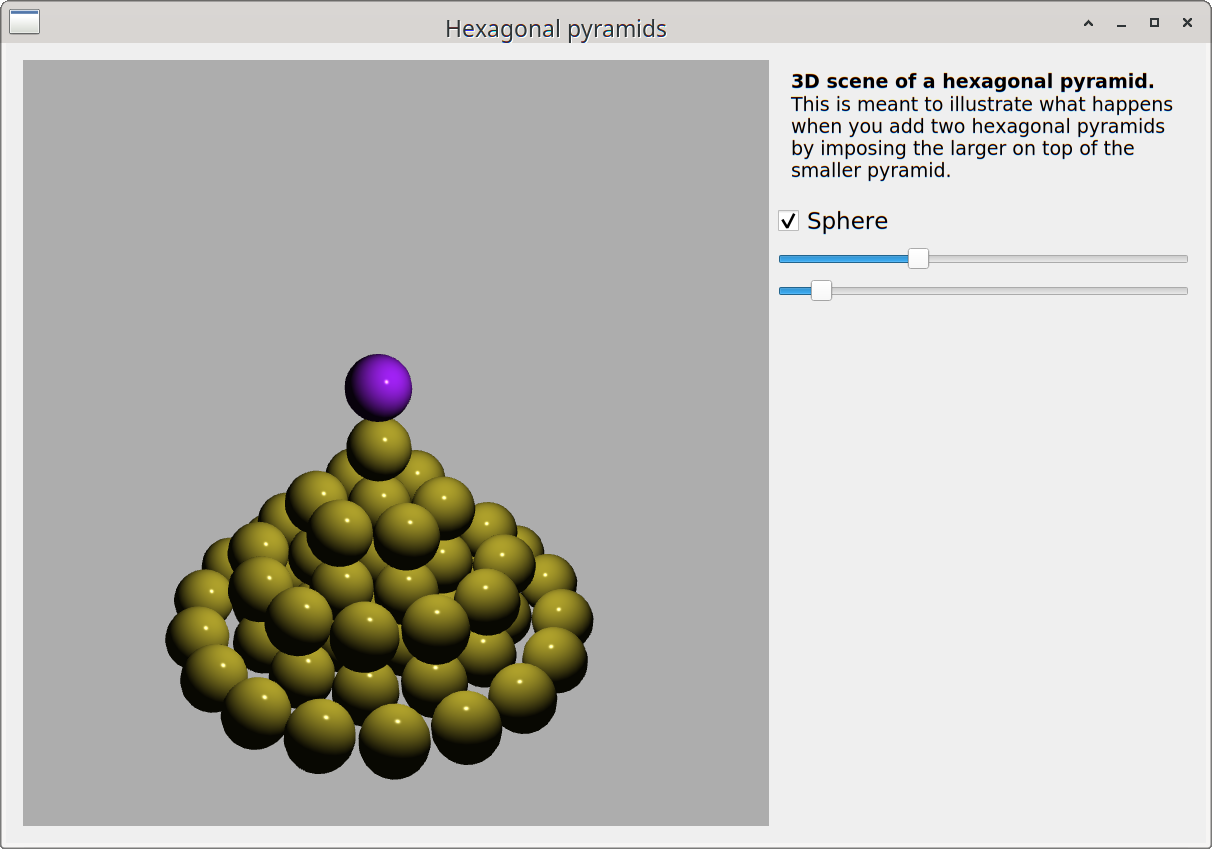 Hexagonal pyramids
3D scene of a hexagonal pyramid.
This is meant to illustrate what happens
when you add two hexagonal pyramids
by imposing the larger on top of the
smaller pyramid.
Sphere